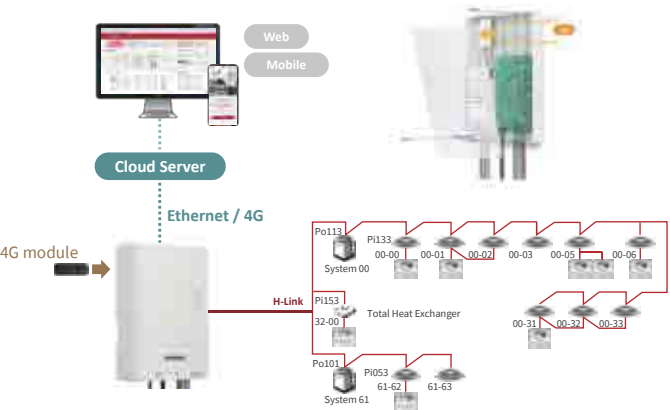 Web
Mobile
Cloud Server
Ethernet / 4G
4G module
H-Link
Po113
System 00
Pi133
00-00
00-01
00-02
00-03
00-05
00-06
Pi153
32-00
Total Heat Exchanger
00-31
00-32
00-33
Po101
System 61
Pi053
61-62
61-63